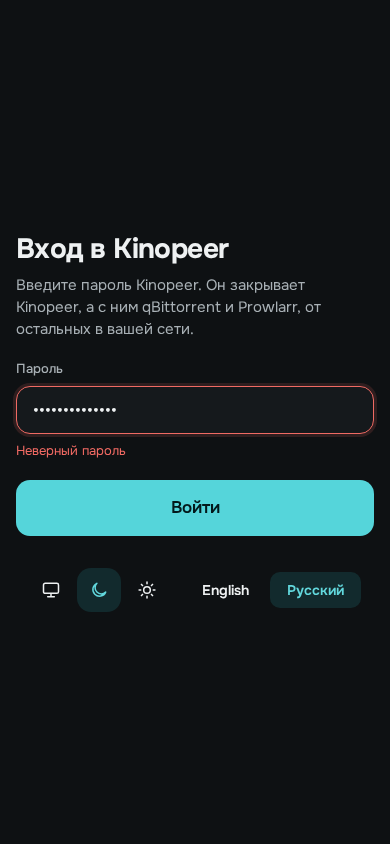 Вход в Kinopeer
Введите пароль Kinopeer. Он закрывает
Kinopeer, а с ним qBittorrent и Prowlarr, от
остальных в вашей сети.
Пароль
••••••••••••••
Неверный пароль
Войти
English Русский